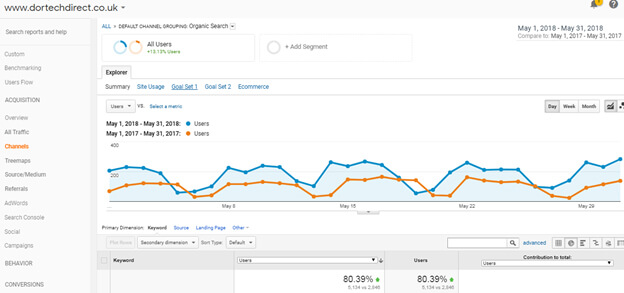 www.dortechdirect.co.uk
Search reports and help
Custom
Benchmarking
Users Flow
ACQUISITION
Overview
All Traffic
Channels
Treemaps
Source/Medium
Referrals
AdWords
Search Console
Social
Campaigns
BEHAVIOR
CONVERSIONS
ALL > DEFAULT CHANNEL GROUPING: Organic Search
May 1, 2018 - May 31, 2018
Compare to: May 1, 2017 - May 31, 2017
All Users
+13.13% Users
+ Add Segment
Explorer
Summary Site Usage Goal Set 1 Goal Set 2 Ecommerce
Users VS. Select a metric
Day Week Month
May 1, 2018 - May 31, 2018: Users
May 1, 2017 - May 31, 2017: Users
400
200
May 8 May 15 May 22 May 29
Primary Dimension: Keyword Source Landing Page Other
Plot Rows Secondary dimension Sort Type: Default
advanced
Keyword Users Users Contribution to total: Users
80.39% 80.39%
5,134 vs 2,846 5,134 vs 2,846